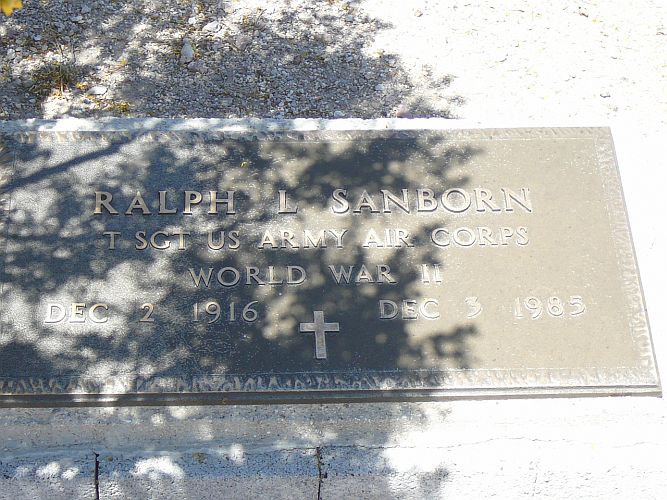 RALPH L SANBORN
T SGT US ARMY AIR CORPS
WORLD WAR II
DEC 2 1916 DEC 3 1985